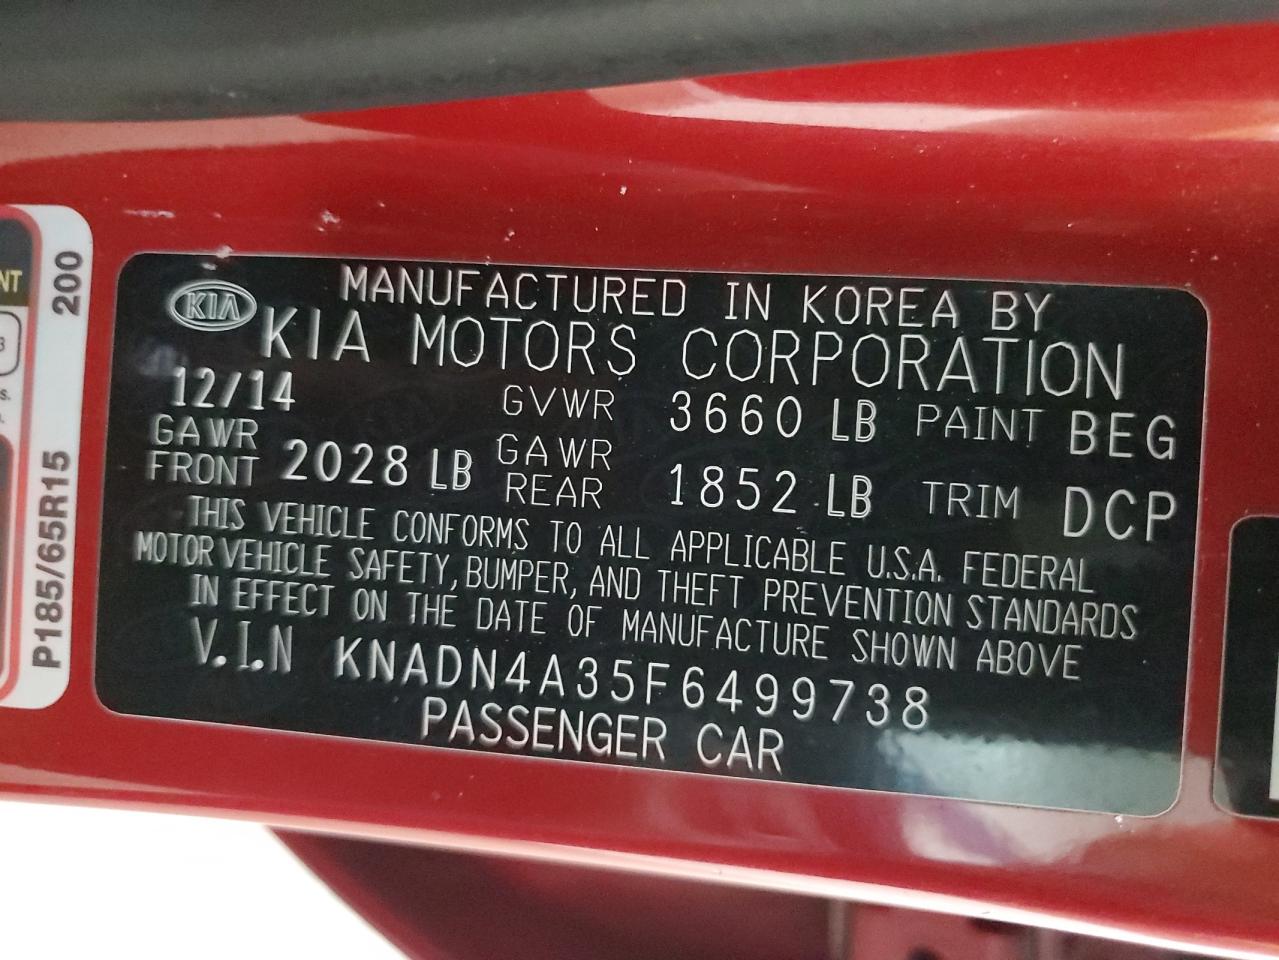 KIA
MANUFACTURED IN KOREA BY
KIA MOTORS CORPORATION
12/14 GVWR 3660 LB PAINT BEG
GAWR FRONT 2028 LB GAWR REAR 1852 LB TRIM DCP
THIS VEHICLE CONFORMS TO ALL APPLICABLE U.S.A. FEDERAL
MOTOR VEHICLE SAFETY, BUMPER, AND THEFT PREVENTION STANDARDS
IN EFFECT ON THE DATE OF MANUFACTURE SHOWN ABOVE
V.I.N KNADN4A35F6499738
PASSENGER CAR
P185/65R15 200
NT
3
s.